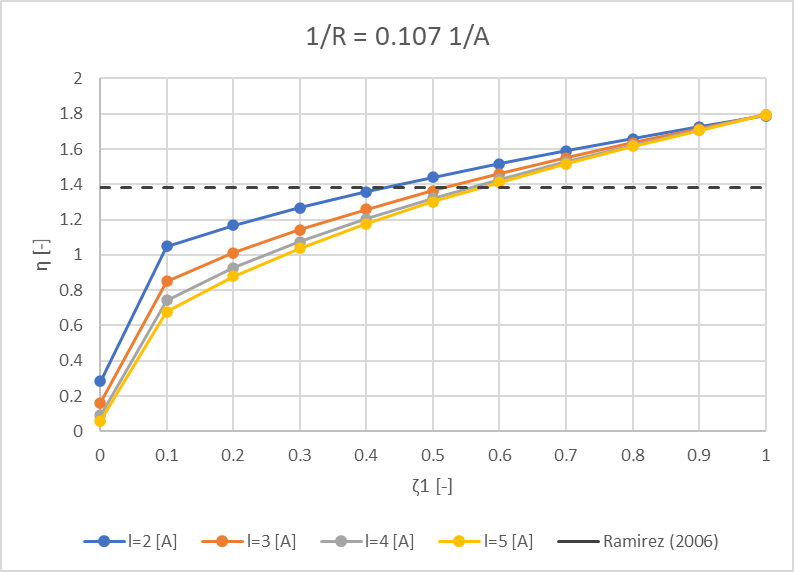 1/R = 0.107 1/A
2
1.8
1.6
1.4
1.2
1
0.8
0.6
0.4
0.2
0
η [-]
0 0.1 0.2 0.3 0.4 0.5 0.6 0.7 0.8 0.9 1
ζ1 [-]
l=2 [A] l=3 [A] l=4 [A] l=5 [A] Ramirez (2006)